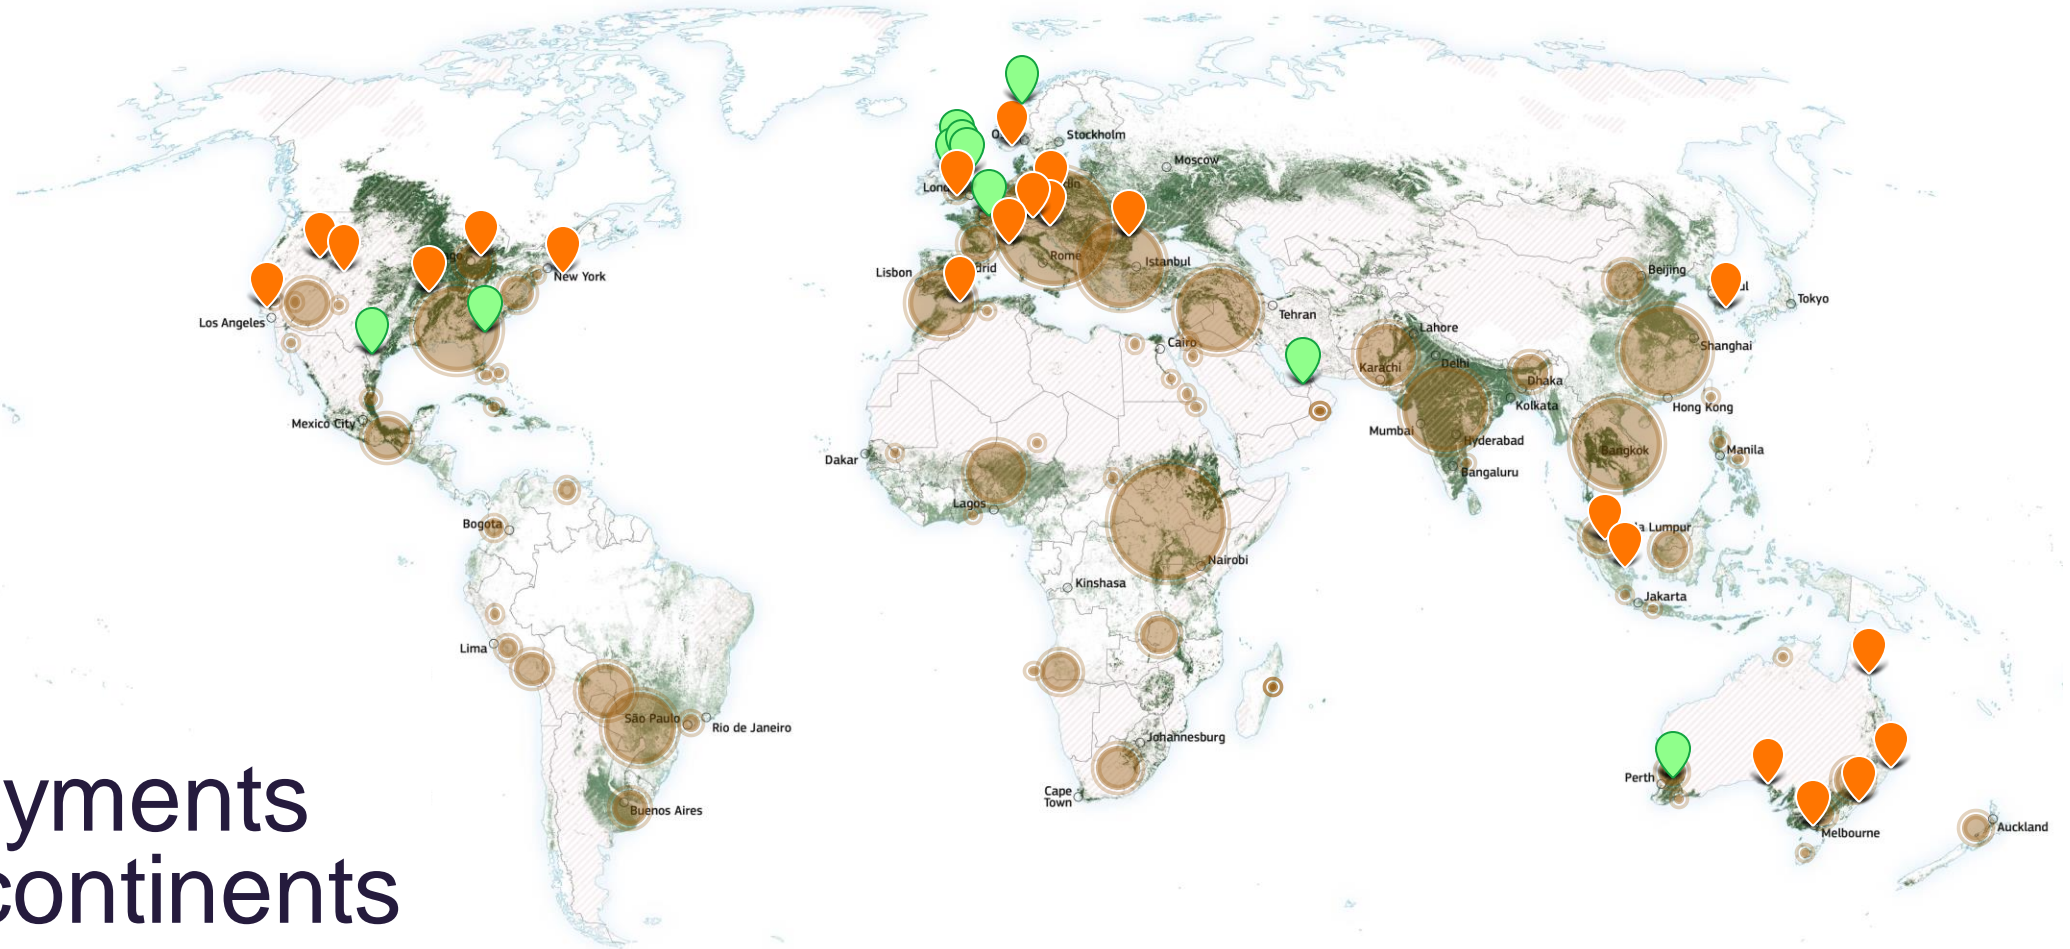 Stockholm
Moscow
Rome
Istanbul
Lisbon
New York
Los Angeles
Tehran
Beijing
Tokyo
Lahore
Shanghai
Cairo
Delhi
Karachi
Dhaka
Kolkata
Hong Kong
Mexico City
Mumbai
Hyderabad
Manila
Bangkok
Dakar
Bangaluru
Lagos
Bogota
Lumpur
Nairobi
Kinshasa
Jakarta
Lima
São Paulo
Rio de Janeiro
Johannesburg
Perth
Cape
Town
Buenos Aires
Melbourne
Auckland
yments
continents